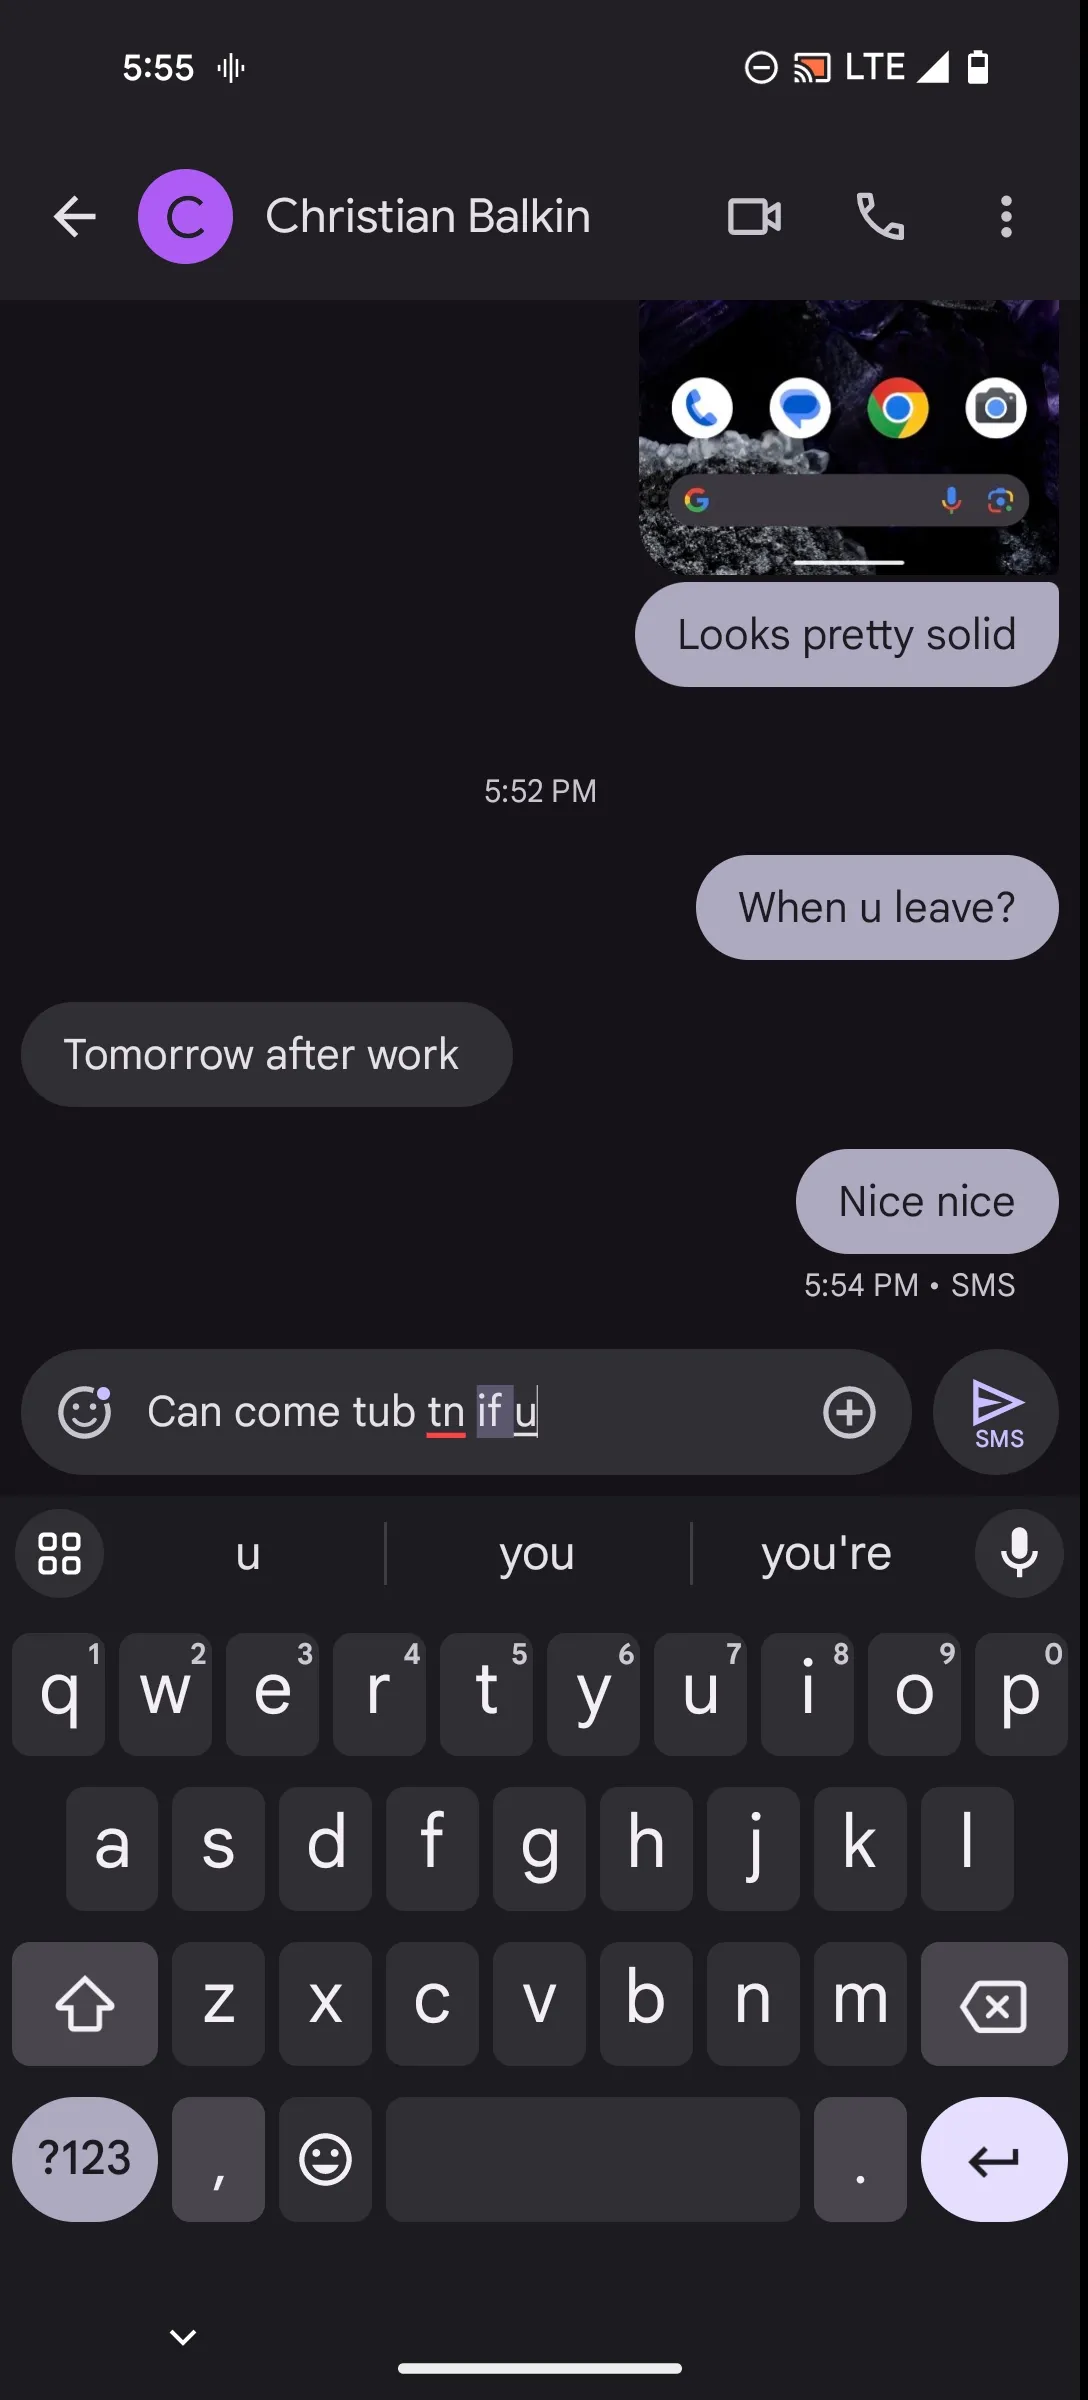 5:55 LTE
C Christian Balkin
G
Looks pretty solid
5:52 PM
When u leave?
Tomorrow after work
Nice nice
5:54 PM • SMS
Can come tub tn if u
SMS
u you you're
q1 w2 e3 r4 t5 y6 u7 i8 o9 p0
a s d f g h j k l
z x c v b n m
?123 , .